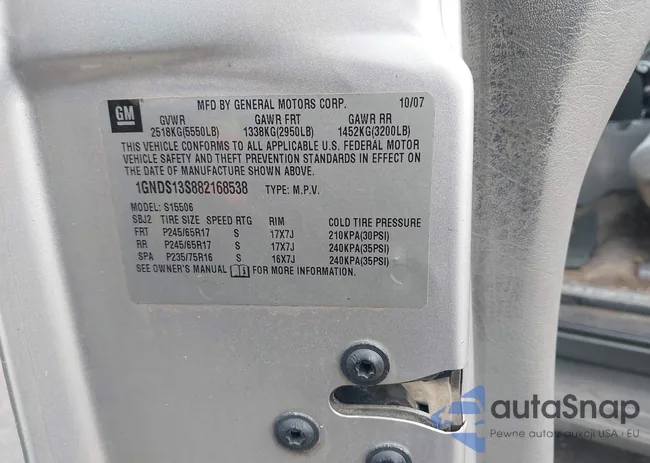 GM
MFD BY GENERAL MOTORS CORP. 10/07
GVWR GAWR FRT GAWR RR
2518KG(5550LB) 1338KG(2950LB) 1452KG(3200LB)
THIS VEHICLE CONFORMS TO ALL APPLICABLE U.S. FEDERAL MOTOR
VEHICLE SAFETY AND THEFT PREVENTION STANDARDS IN EFFECT ON
THE DATE OF MANUFACTURE SHOWN ABOVE.
1GNDS13S882168538 TYPE: M.P.V.
MODEL: S15506
SBJ2 TIRE SIZE SPEED RTG RIM COLD TIRE PRESSURE
FRT P245/65R17 S 17X7J 210KPA(30PSI)
RR P245/65R17 S 17X7J 240KPA(35PSI)
SPA P235/75R16 S 16X7J 240KPA(35PSI)
SEE OWNER'S MANUAL FOR MORE INFORMATION.
autaSnap
Pewne auta z aukcji USA i EU